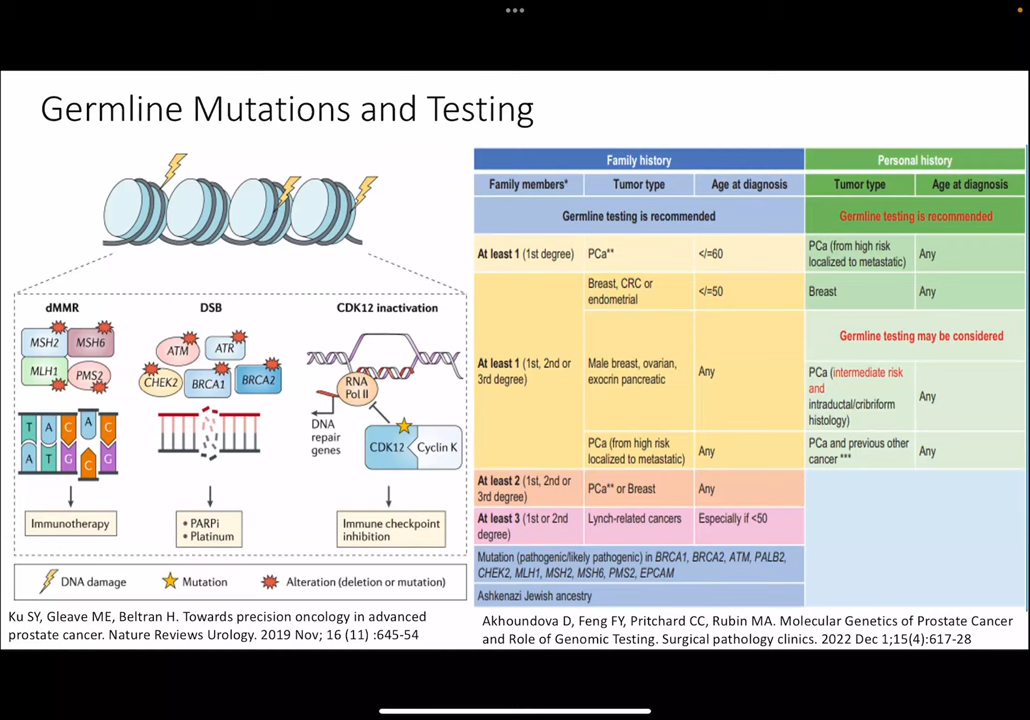 Germline Mutations and Testing
dMMR
MSH2
MSH6
MLH1
PMS2
T
A
C
A
C
A
T
G
C
G
Immunotherapy
DSB
ATM
ATR
CHEK2
BRCA1
BRCA2
• PARPi
• Platinum
CDK12 inactivation
RNA
Pol II
DNA
repair
genes
CDK12
Cyclin K
Immune checkpoint
inhibition
DNA damage
Mutation
Alteration (deletion or mutation)
Ku SY, Gleave ME, Beltran H. Towards precision oncology in advanced
prostate cancer. Nature Reviews Urology. 2019 Nov; 16 (11) :645-54
Family history
Personal history
Family members*
Tumor type
Age at diagnosis
Tumor type
Age at diagnosis
Germline testing is recommended
Germline testing is recommended
At least 1 (1st degree)
PCa**
</=60
PCa (from high risk
localized to metastatic)
Any
At least 1 (1st, 2nd or
3rd degree)
Breast, CRC or
endometrial
</=50
Breast
Any
Male breast, ovarian,
exocrin pancreatic
Any
Germline testing may be considered
PCa (intermediate risk
and
intraductal/cribriform
histology)
Any
PCa (from high risk
localized to metastatic)
Any
PCa and previous other
cancer ***
Any
At least 2 (1st, 2nd or
3rd degree)
PCa** or Breast
Any
At least 3 (1st or 2nd
degree)
Lynch-related cancers
Especially if <50
Mutation (pathogenic/likely pathogenic) in BRCA1, BRCA2, ATM, PALB2,
CHEK2, MLH1, MSH2, MSH6, PMS2, EPCAM
Ashkenazi Jewish ancestry
Akhoundova D, Feng FY, Pritchard CC, Rubin MA. Molecular Genetics of Prostate Cancer
and Role of Genomic Testing. Surgical pathology clinics. 2022 Dec 1;15(4):617-28